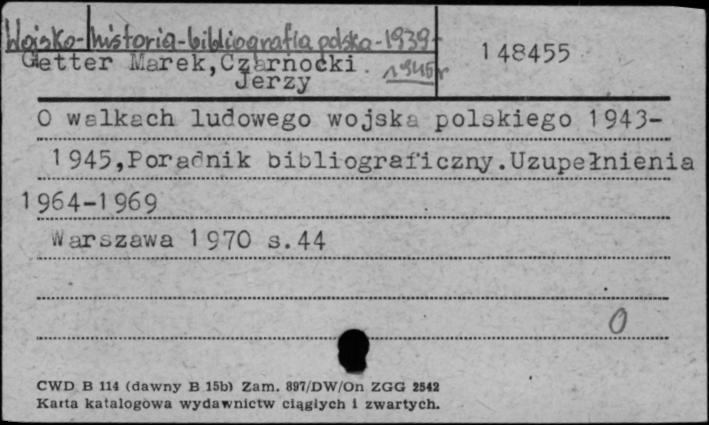 Wojsko-historia-bibliografia polska-1939-
1945r
Getter Marek,Czarnocki
148455
Jerzy
O walkach ludowego wojska polskiego 1943-
1945,Poradnik bibliograficzny.Uzupełnienia
1964-1969
Warszawa 1970 s.44
0
CWD B 114 (dawny B 15b) Zam. 897/DW/On ZGG 2542
Karta katalogowa wydawnictw ciągłych i zwartych.